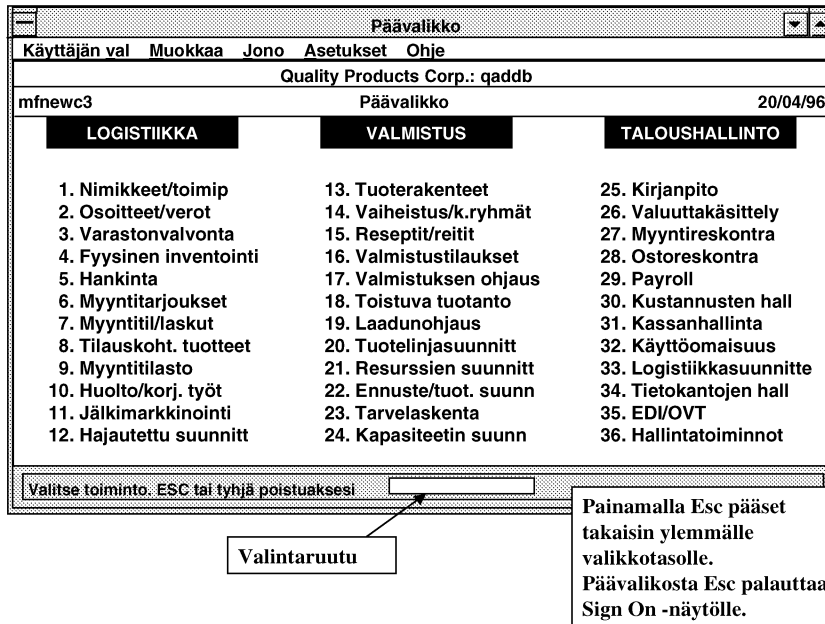 Päävalikko
Käyttäjän val Muokkaa Jono Asetukset Ohje
Quality Products Corp.: qaddb
mfnewc3 Päävalikko 20/04/96
LOGISTIIKKA VALMISTUS TALOUSHALLINTO
1. Nimikkeet/toimip 13. Tuoterakenteet 25. Kirjanpito
2. Osoitteet/verot 14. Vaiheistus/k.ryhmät 26. Valuuttakäsittely
3. Varastonvalvonta 15. Reseptit/reitit 27. Myyntireskontra
4. Fyysinen inventointi 16. Valmistustilaukset 28. Ostoreskontra
5. Hankinta 17. Valmistuksen ohjaus 29. Payroll
6. Myyntitarjoukset 18. Toistuva tuotanto 30. Kustannusten hall
7. Myyntitil/laskut 19. Laadunohjaus 31. Kassanhallinta
8. Tilauskoht. tuotteet 20. Tuotelinjasuunnitt 32. Käyttöomaisuus
9. Myyntitilasto 21. Resurssien suunnitt 33. Logistiikkasuunnitte
10. Huolto/korj. työt 22. Ennuste/tuot. suunn 34. Tietokantojen hall
11. Jälkimarkkinointi 23. Tarvelaskenta 35. EDI/OVT
12. Hajautettu suunnitt 24. Kapasiteetin suunn 36. Hallintatoiminnot
Valitse toiminto. ESC tai tyhjä poistuaksesi
Valintaruutu
Painamalla Esc pääset
takaisin ylemmälle
valikkotasolle.
Päävalikosta Esc palauttaa
Sign On -näytölle.